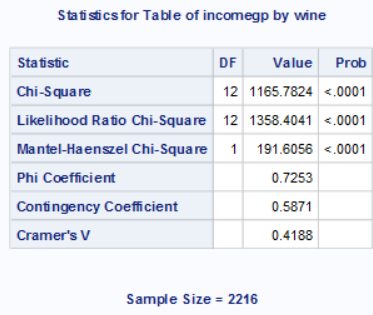 Statistics for Table of incomegp by wine
Statistic DF Value Prob
Chi-Square 12 1165.7824 <.0001
Likelihood Ratio Chi-Square 12 1358.4041 <.0001
Mantel-Haenszel Chi-Square 1 191.6056 <.0001
Phi Coefficient 0.7253
Contingency Coefficient 0.5871
Cramer's V 0.4188
Sample Size = 2216